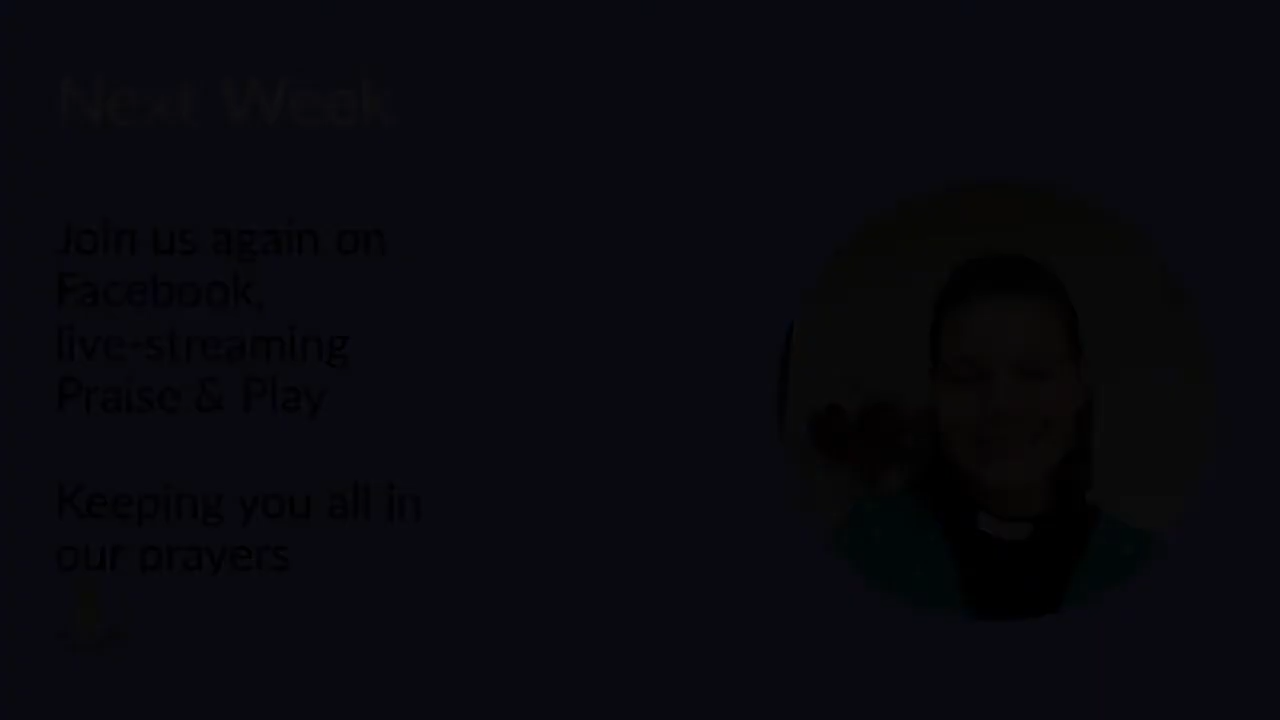 Next Week
Join us again on
Facebook,
live-streaming
Praise & Play
Keeping you all in
our prayers